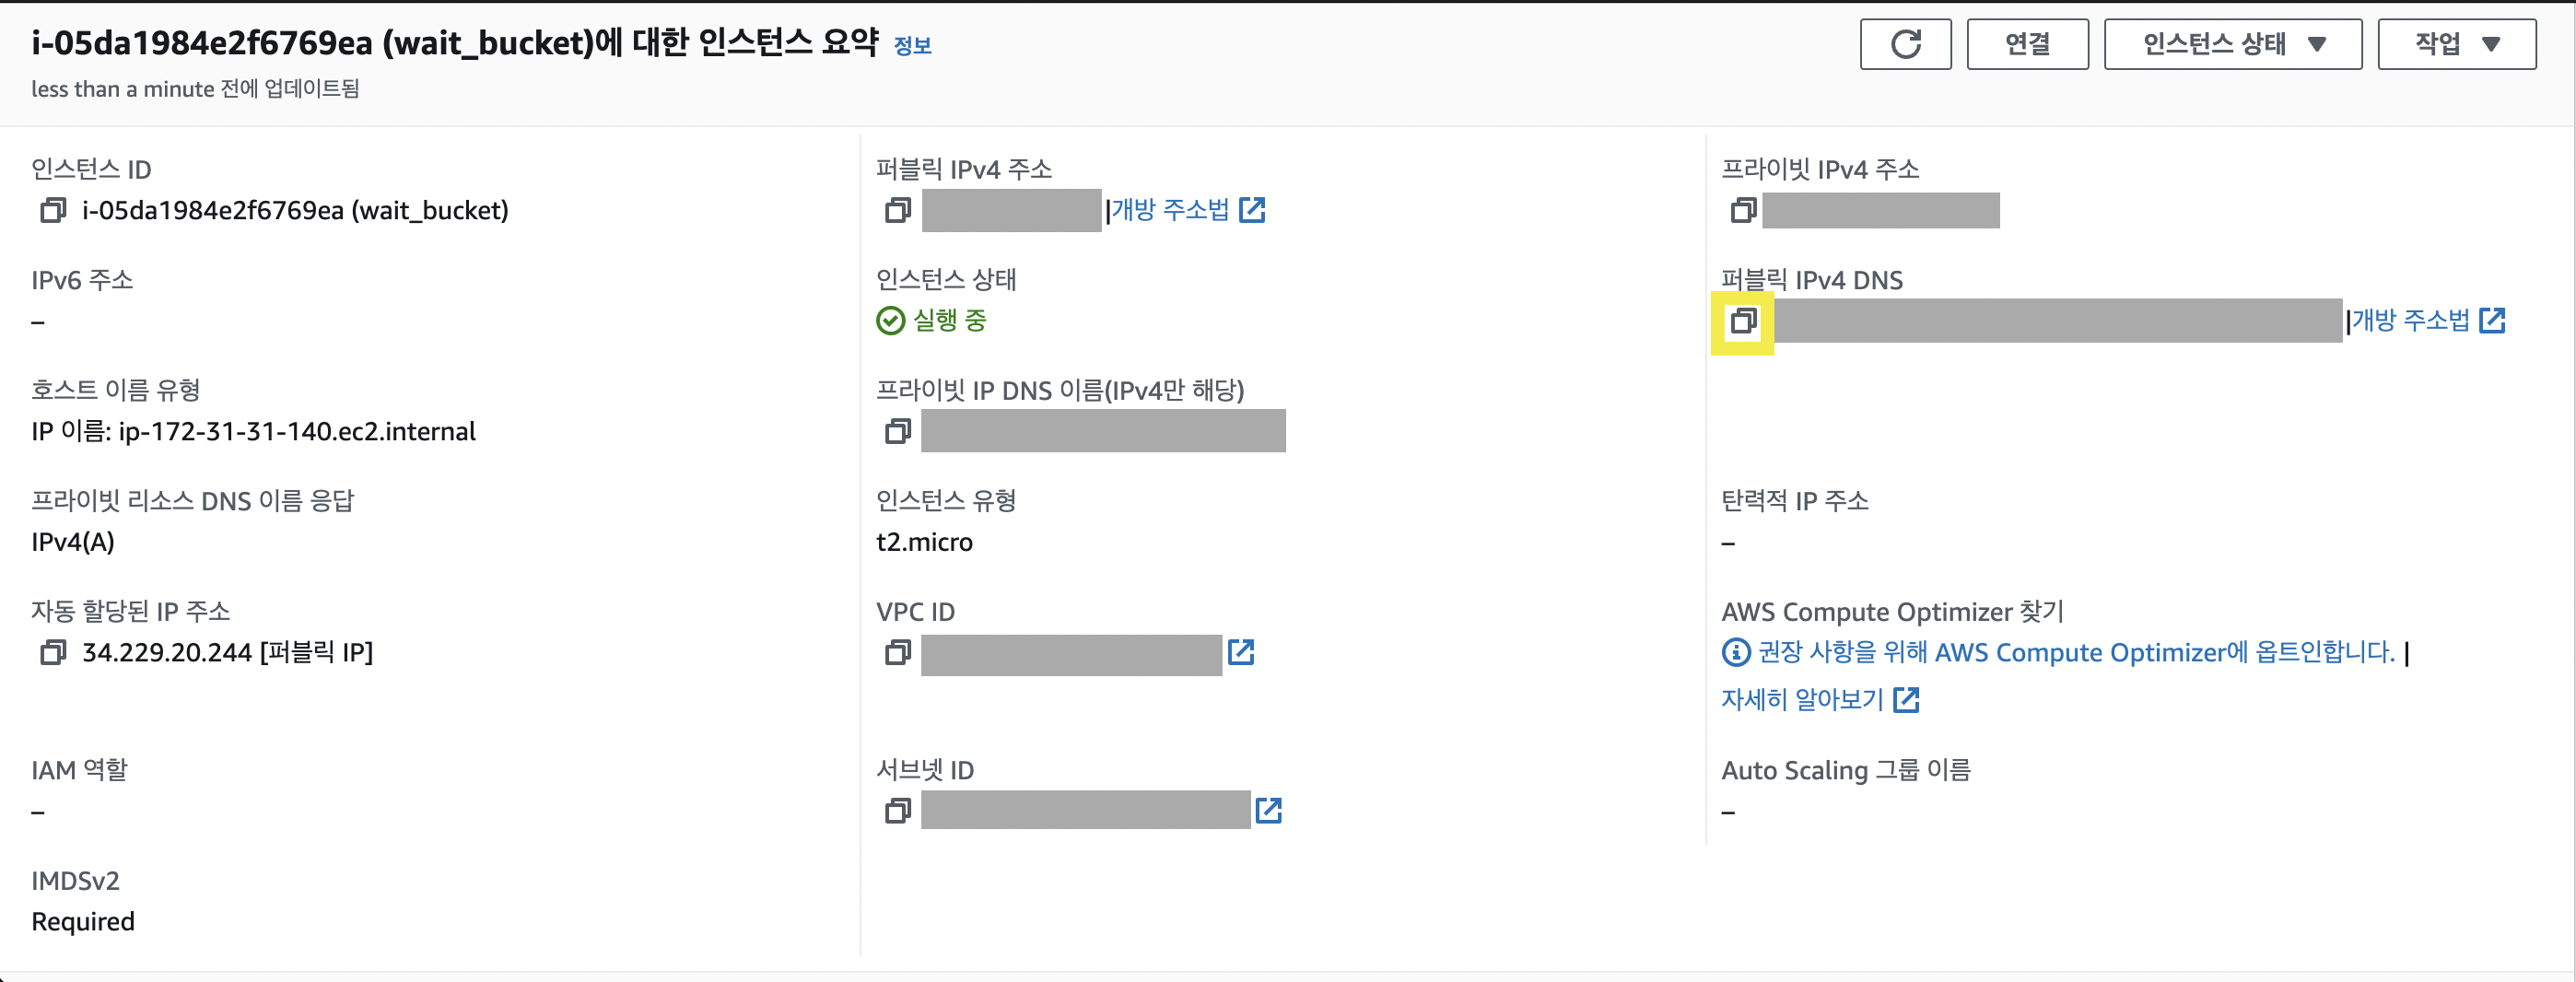 i-05da1984e2f6769ea (wait_bucket)에 대한 인스턴스 요약 정보
less than a minute 전에 업데이트됨
연결
인스턴스 상태
작업
인스턴스 ID
i-05da1984e2f6769ea (wait_bucket)
퍼블릭 IPv4 주소
|개방 주소법
프라이빗 IPv4 주소
IPv6 주소
–
인스턴스 상태
실행 중
퍼블릭 IPv4 DNS
|개방 주소법
호스트 이름 유형
IP 이름: ip-172-31-31-140.ec2.internal
프라이빗 IP DNS 이름(IPv4만 해당)
프라이빗 리소스 DNS 이름 응답
IPv4(A)
인스턴스 유형
t2.micro
탄력적 IP 주소
–
자동 할당된 IP 주소
34.229.20.244 [퍼블릭 IP]
VPC ID
AWS Compute Optimizer 찾기
권장 사항을 위해 AWS Compute Optimizer에 옵트인합니다. |
자세히 알아보기
IAM 역할
–
서브넷 ID
Auto Scaling 그룹 이름
–
IMDSv2
Required